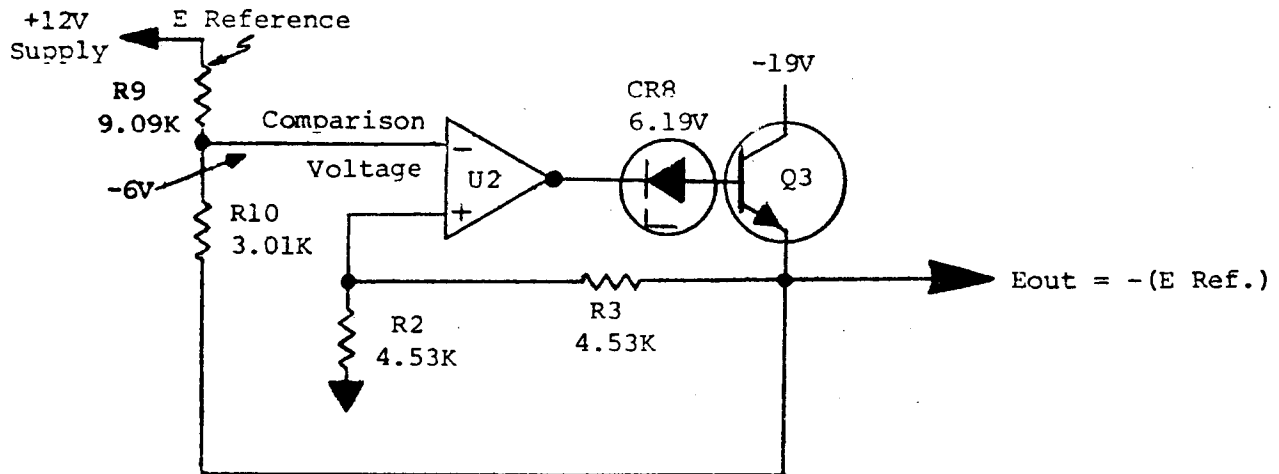 +12V
Supply
E Reference
R9
9.09K
Comparison
Voltage
-6V
R10
3.01K
−
+
U2
CR8
6.19V
-19V
Q3
R2
4.53K
R3
4.53K
Eout = -(E Ref.)